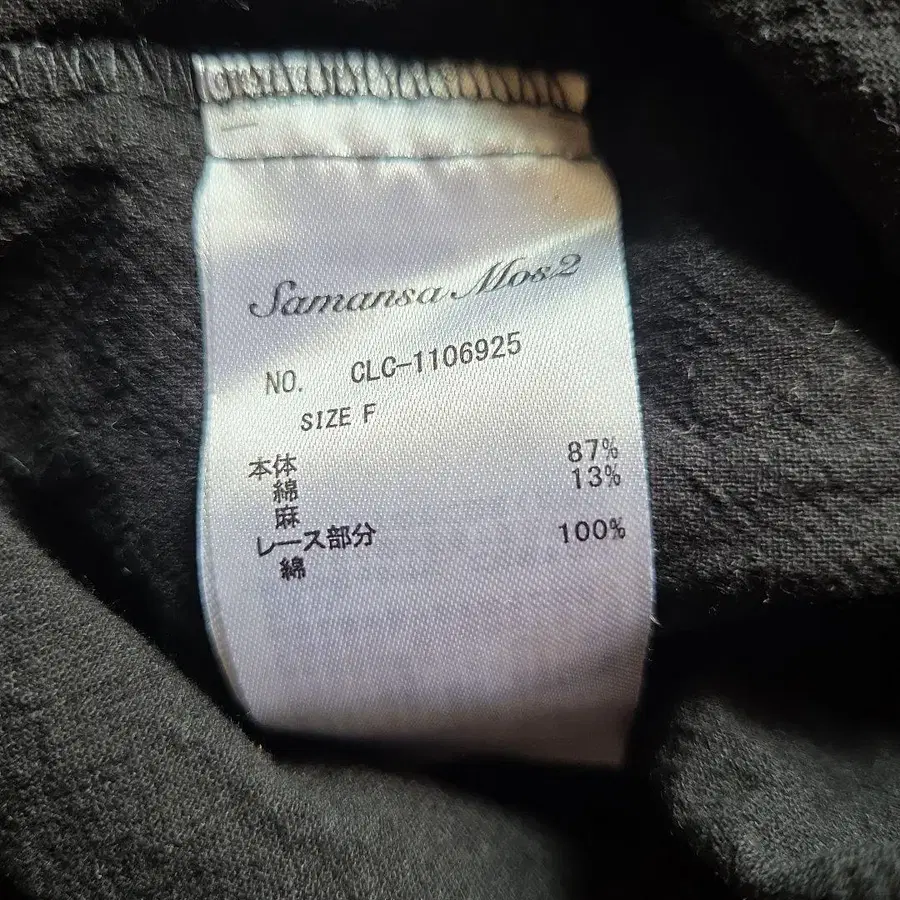 Samansa Mos2
NO. CLC-1106925
SIZE F
本体
綿 87%
麻 13%
レース部分
綿 100%